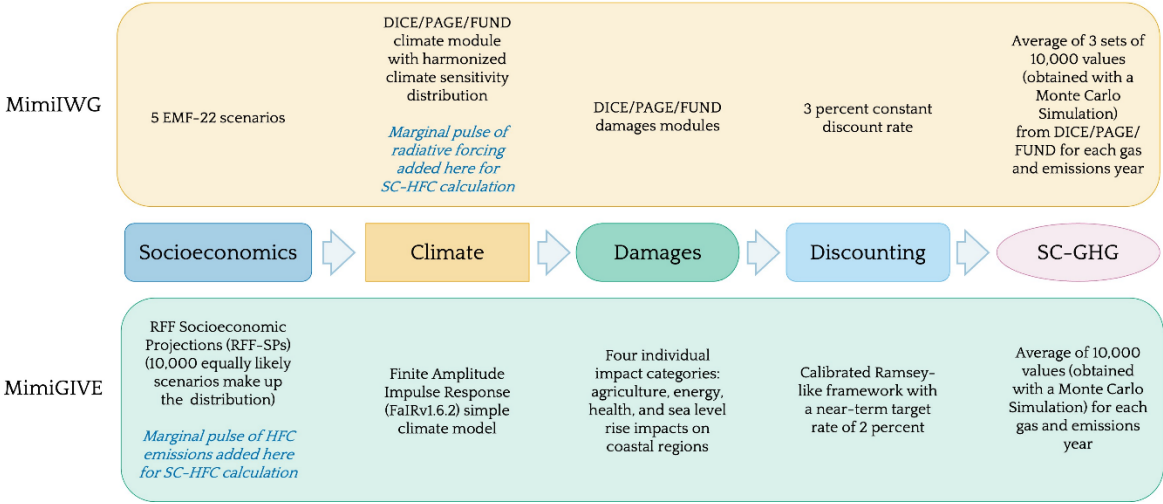 MimiIWG
5 EMF-22 scenarios
DICE/PAGE/FUND
climate module
with harmonized
climate sensitivity
distribution
Marginal pulse of
radiative forcing
added here for
SC-HFC calculation
DICE/PAGE/FUND
damages modules
3 percent constant
discount rate
Average of 3 sets of
10,000 values
(obtained with a
Monte Carlo
Simulation)
from DICE/PAGE/
FUND for each gas
and emissions year
Socioeconomics
Climate
Damages
Discounting
SC-GHG
MimiGIVE
RFF Socioeconomic
Projections (RFF-SPs)
(10,000 equally likely
scenarios make up
the distribution)
Marginal pulse of HFC
emissions added here
for SC-HFC calculation
Finite Amplitude
Impulse Response
(FaIRv1.6.2) simple
climate model
Four individual
impact categories:
agriculture, energy,
health, and sea level
rise impacts on
coastal regions
Calibrated Ramsey-
like framework with
a near-term target
rate of 2 percent
Average of 10,000
values (obtained
with a Monte Carlo
Simulation) for each
gas and emissions
year